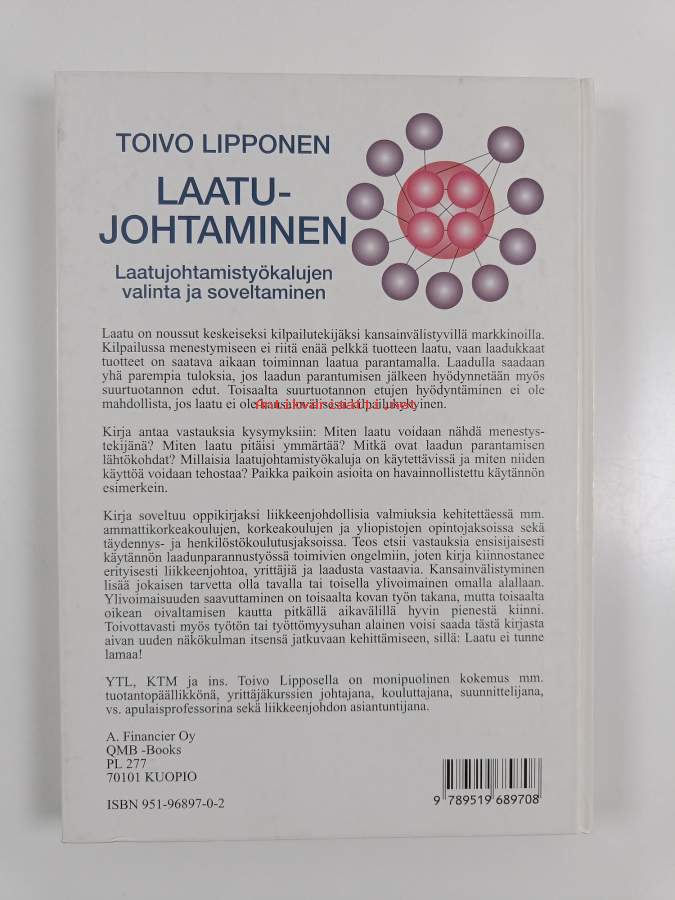 TOIVO LIPPONEN
LAATU-
JOHTAMINEN
Laatujohtamistyökalujen
valinta ja soveltaminen
Laatu on noussut keskeiseksi kilpailutekijäksi kansainvälistyvillä markkinoilla.
Kilpailussa menestymiseen ei riitä enää pelkkä tuotteen laatu, vaan laadukkaat
tuotteet on saatava aikaan toiminnan laatua parantamalla. Laadulla saadaan
yhä parempia tuloksia, jos laadun parantumisen jälkeen hyödynnetään myös
suurtuotannon edut. Toisaalta suurtuotannon etujen hyödyntäminen ei ole
mahdollista, jos laatu ei ole kansainvälisesti kilpailukykyinen.
Kirja antaa vastauksia kysymyksiin: Miten laatu voidaan nähdä menestys-
tekijänä? Miten laatu pitäisi ymmärtää? Mitkä ovat laadun parantamisen
lähtökohdat? Millaisia laatujohtamistyökaluja on käytettävissä ja miten niiden
käyttöä voidaan tehostaa? Paikka paikoin asioita on havainnollistettu käytännön
esimerkein.
Kirja soveltuu oppikirjaksi liikkeenjohdollisia valmiuksia kehitettäessä mm.
ammattikorkeakoulujen, korkeakoulujen ja yliopistojen opintojaksoissa sekä
täydennys- ja henkilöstökoulutusjaksoissa. Teos etsii vastauksia ensisijaisesti
käytännön laadunparannustyössä toimivien ongelmiin, joten kirja kiinnostanee
erityisesti liikkeenjohtoa, yrittäjiä ja laadusta vastaavia. Kansainvälistyminen
lisää jokaisen tarvetta olla tavalla tai toisella ylivoimainen omalla alallaan.
Ylivoimaisuuden saavuttaminen on toisaalta kovan työn takana, mutta toisaalta
oikean oivaltamisen kautta pitkällä aikavälillä hyvin pienestä kiinni.
Toivottavasti myös työtön tai työttömyysuhan alainen voisi saada tästä kirjasta
aivan uuden näkökulman itsensä jatkuvaan kehittämiseen, sillä: Laatu ei tunne
lamaa!
YTL, KTM ja ins. Toivo Lipposella on monipuolinen kokemus mm.
tuotantopäällikkönä, yrittäjäkurssien johtajana, kouluttajana, suunnittelijana,
vs. apulaisprofessorina sekä liikkeenjohdon asiantuntijana.
A. Financier Oy
QMB -Books
PL 277
70101 KUOPIO
ISBN 951-96897-0-2
9 789519 689708